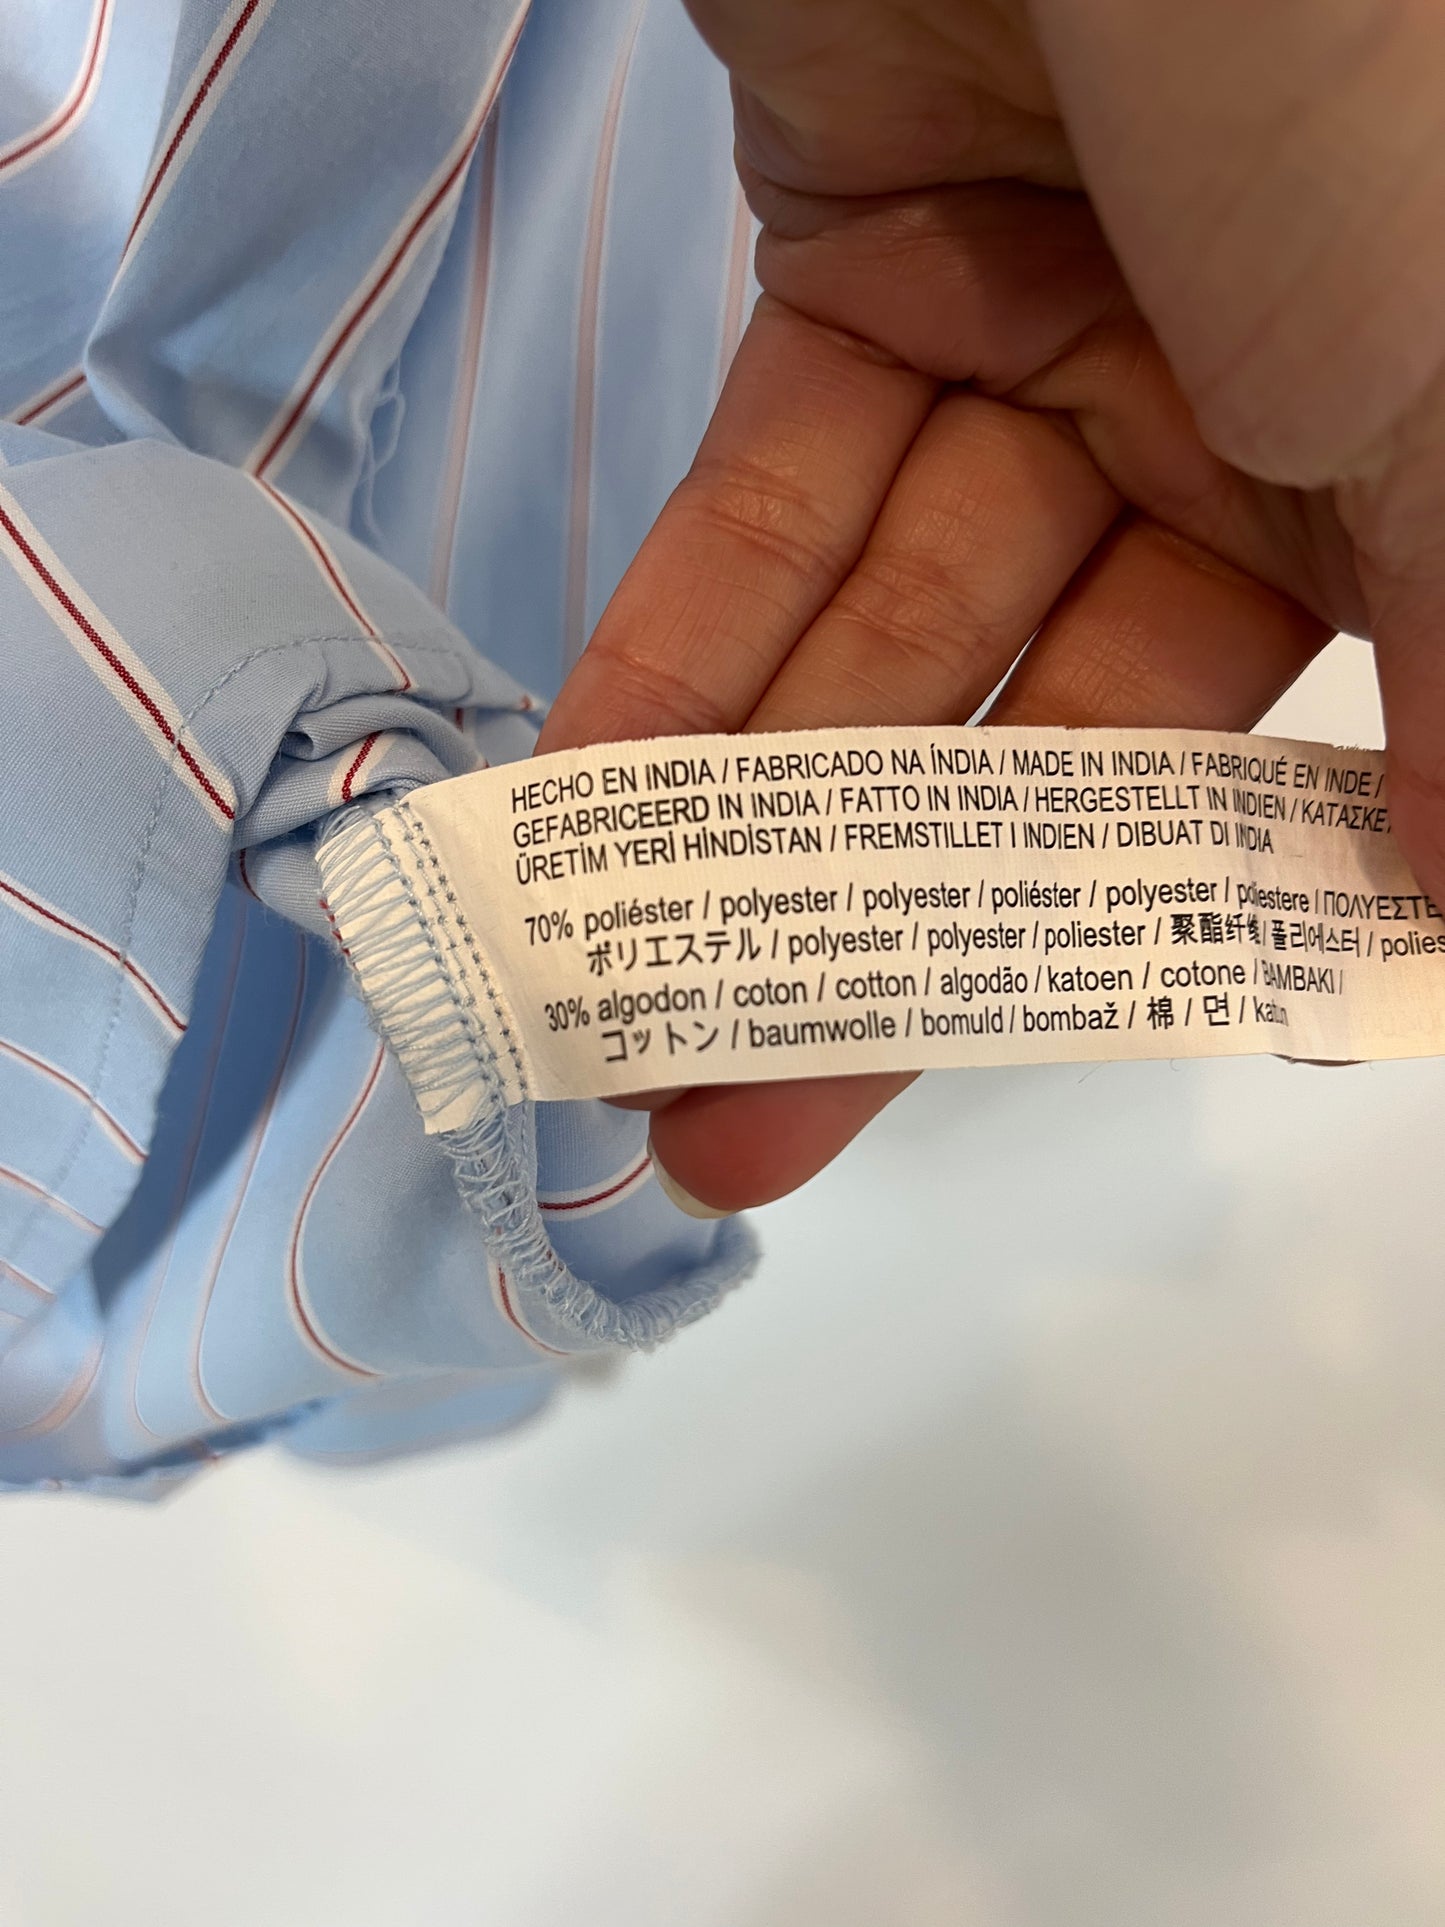 HECHO EN INDIA / FABRICADO NA ÍNDIA / MADE IN INDIA / FABRIQUÉ EN INDE /
GEFABRICEERD IN INDIA / FATTO IN INDIA / HERGESTELLT IN INDIEN / ΚΑΤΑΣΚΕ
ÜRETİM YERİ HİNDİSTAN / FREMSTILLET I INDIEN / DIBUAT DI INDIA
70% poliéster / polyester / polyester / poliéster / polyester / poliestere / ΠΟΛΥΕΣΤΕ
ポリエステル / polyester / polyester / poliester / 聚酯纤维 / 폴리에스터 / polies
30% algodon / coton / cotton / algodão / katoen / cotone / BAMBAKI /
コットン / baumwolle / bomuld / bombaž / 棉 / 면 / katun